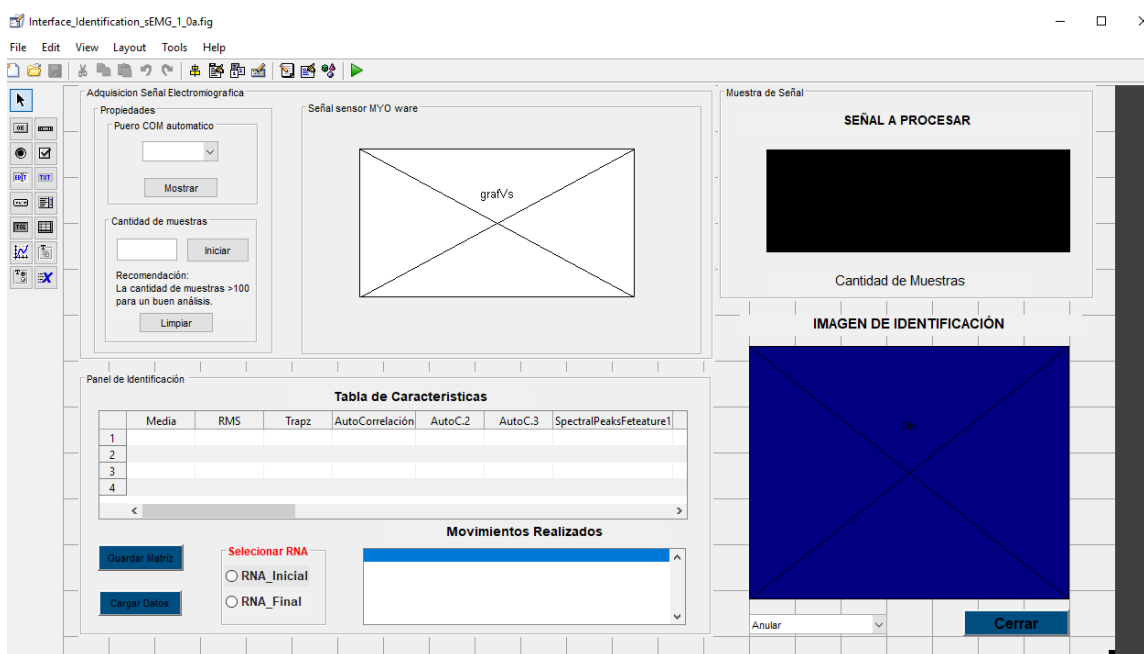 Interface_Identification_sEMG_1_0a.fig
File Edit View Layout Tools Help
OK
EDIT TXT
TGL
Adquisicion Señal Electromiografica
Propiedades
Puero COM automatico
Mostrar
Cantidad de muestras
Iniciar
Recomendación:
La cantidad de muestras >100
para un buen análisis.
Limpiar
Señal sensor MYO ware
grafVs
Muestra de Señal
SEÑAL A PROCESAR
Cantidad de Muestras
IMAGEN DE IDENTIFICACIÓN
Mv
Anular
Cerrar
Panel de Identificación
Tabla de Caracteristicas
Media RMS Trapz AutoCorrelación AutoC.2 AutoC.3 SpectralPeaksFeteature1
1
2
3
4
Guardar Matriz
Cargar Datos
Selecionar RNA
RNA_Inicial
RNA_Final
Movimientos Realizados